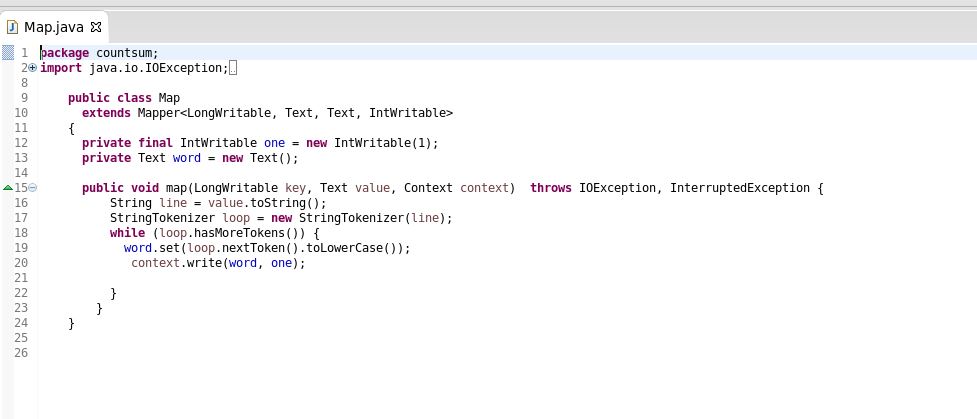 Map.java
1 package countsum;
2 import java.io.IOException;
8
9 public class Map
10 extends Mapper<LongWritable, Text, Text, IntWritable>
11 {
12 private final IntWritable one = new IntWritable(1);
13 private Text word = new Text();
14
15 public void map(LongWritable key, Text value, Context context)  throws IOException, InterruptedException {
16 String line = value.toString();
17 StringTokenizer loop = new StringTokenizer(line);
18 while (loop.hasMoreTokens()) {
19 word.set(loop.nextToken().toLowerCase());
20 context.write(word, one);
21
22 }
23 }
24 }
25
26